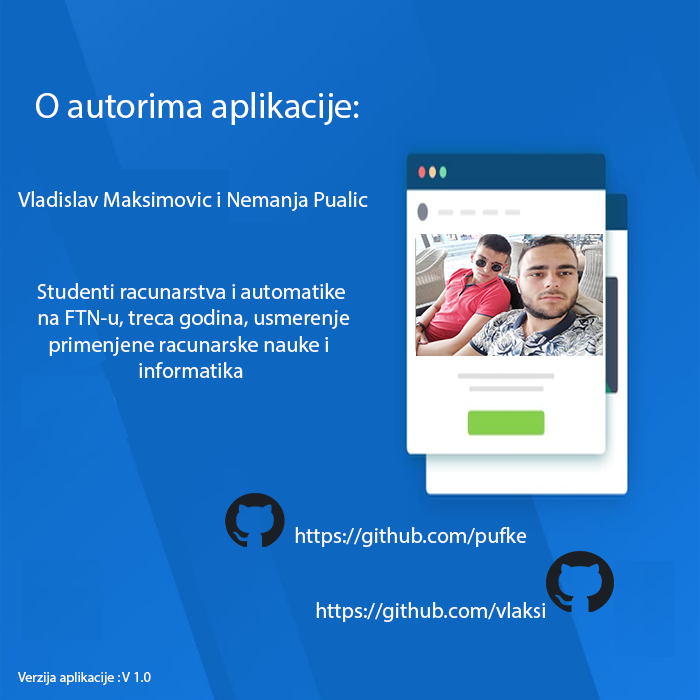 O autorima aplikacije:
Vladislav Maksimovic i Nemanja Pualic
Studenti racunarstva i automatike
na FTN-u, treca godina, usmerenje
primenjene racunarske nauke i
informatika
https://github.com/pufke
https://github.com/vlaksi
Verzija aplikacije : V 1.0